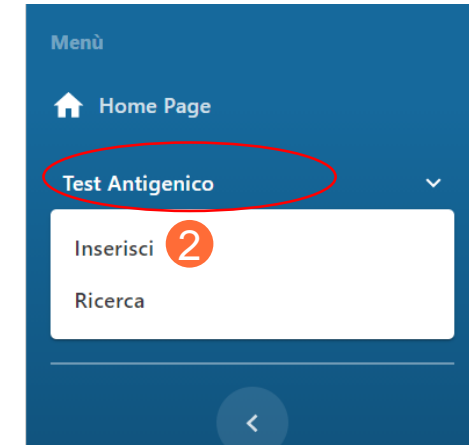 Menù
Home Page
Test Antigenico
Inserisci 2
Ricerca